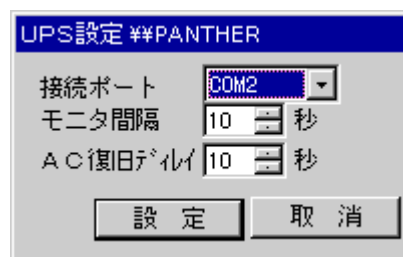 UPS設定 ¥¥PANTHER
接続ポート COM2
モニタ間隔 10 秒
AC復旧ディレイ 10 秒
設 定 取 消